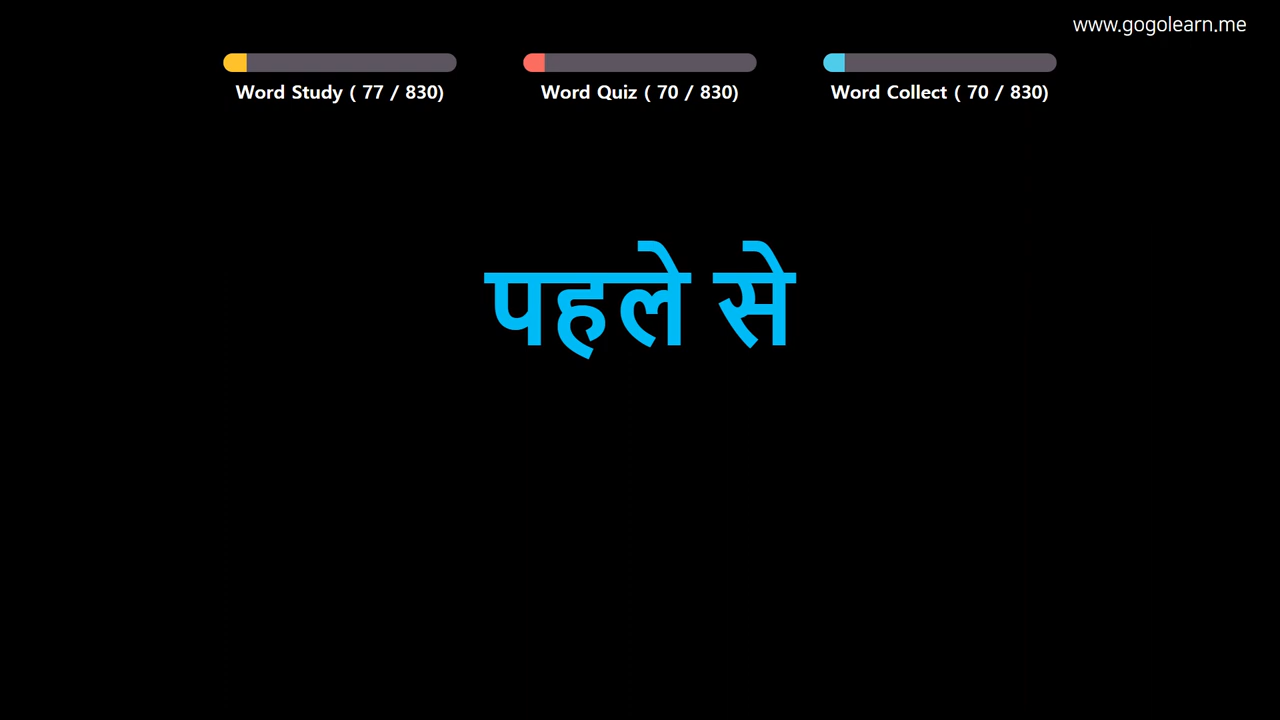 www.gogolearn.me
Word Study ( 77 / 830)
Word Quiz ( 70 / 830)
Word Collect ( 70 / 830)
पहले से